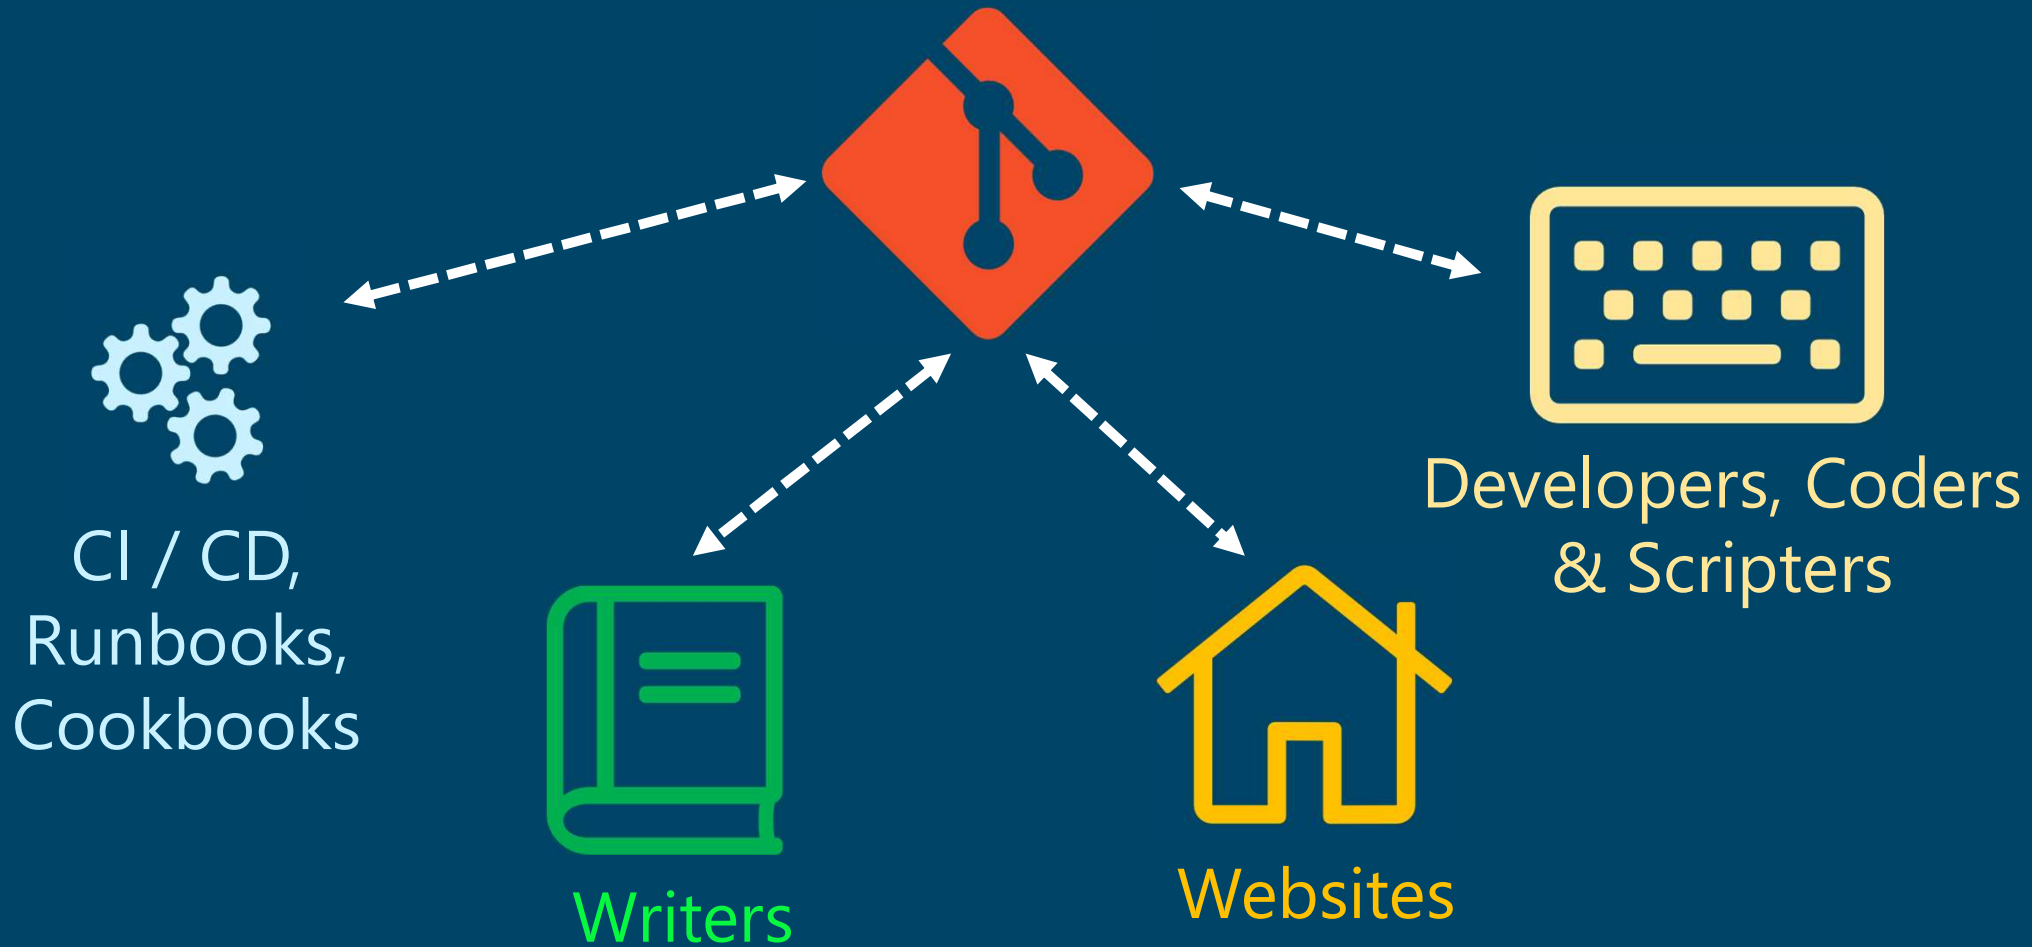 CI / CD,
Runbooks,
Cookbooks
Writers
Websites
Developers, Coders
& Scripters